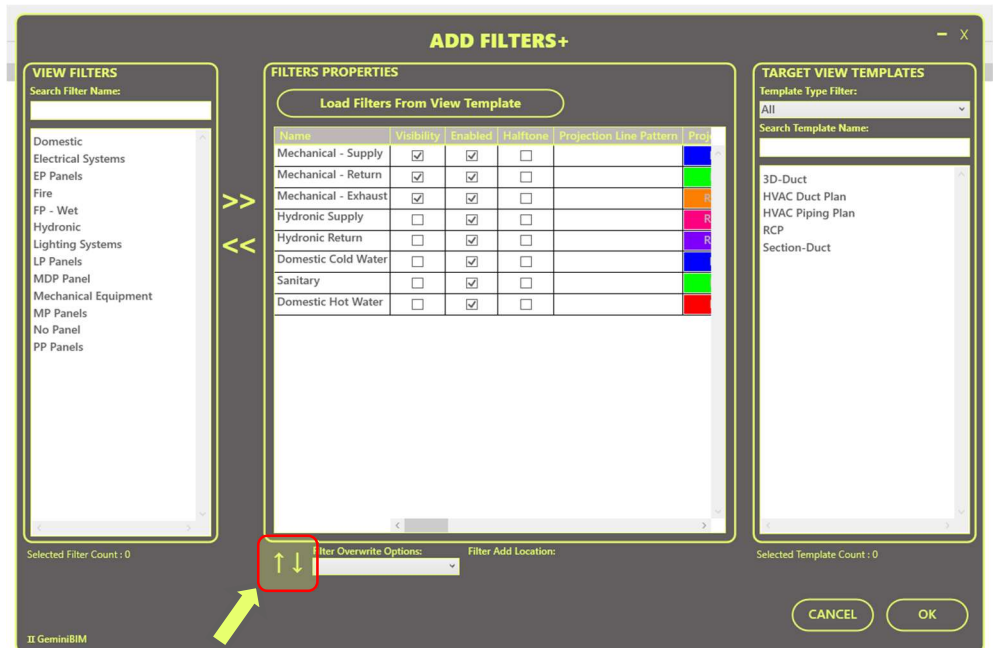 ADD FILTERS+
– X
VIEW FILTERS
Search Filter Name:
Domestic
Electrical Systems
EP Panels
Fire
FP - Wet
Hydronic
Lighting Systems
LP Panels
MDP Panel
Mechanical Equipment
MP Panels
No Panel
PP Panels
Selected Filter Count : 0
>>
<<
FILTERS PROPERTIES
Load Filters From View Template
Name Visibility Enabled Halftone Projection Line Pattern Proj
Mechanical - Supply
Mechanical - Return
Mechanical - Exhaust R
Hydronic Supply R
Hydronic Return R
Domestic Cold Water
Sanitary
Domestic Hot Water
↑↓
Filter Overwrite Options:
Filter Add Location:
TARGET VIEW TEMPLATES
Template Type Filter:
All
Search Template Name:
3D-Duct
HVAC Duct Plan
HVAC Piping Plan
RCP
Section-Duct
Selected Template Count : 0
CANCEL
OK
II GeminiBIM